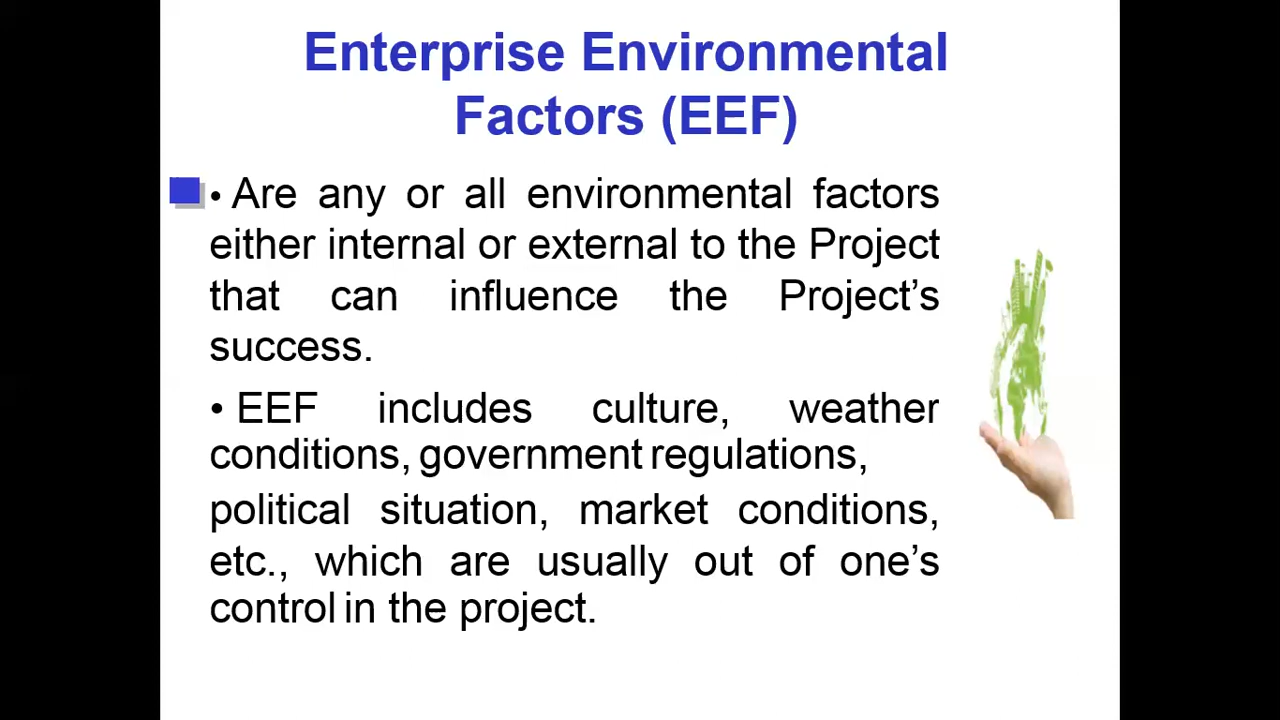 Enterprise Environmental
Factors (EEF)
• Are any or all environmental factors
either internal or external to the Project
that can influence the Project’s
success.
• EEF includes culture, weather
conditions, government regulations,
political situation, market conditions,
etc., which are usually out of one’s
control in the project.